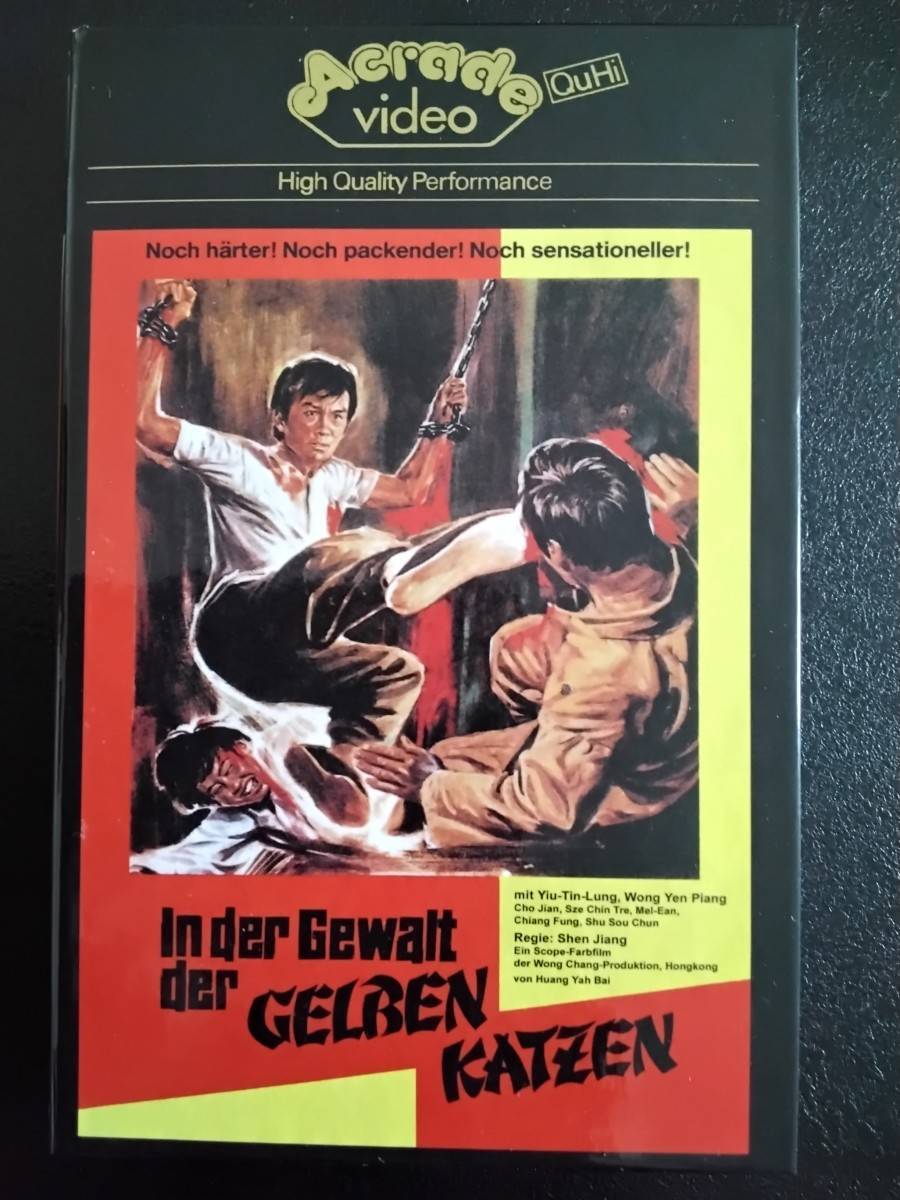 Acrade
video
QuHi
High Quality Performance
Noch härter! Noch packender! Noch sensationeller!
mit Yiu-Tin-Lung, Wong Yen Piang
Cho Jian, Sze Chin Tre, Mel-Ean,
Chiang Fung, Shu Sou Chun
Regie: Shen Jiang
Ein Scope-Farbfilm
der Wong Chang-Produktion, Hongkong
von Huang Yah Bai
In der Gewalt
der GELBEN
KATZEN